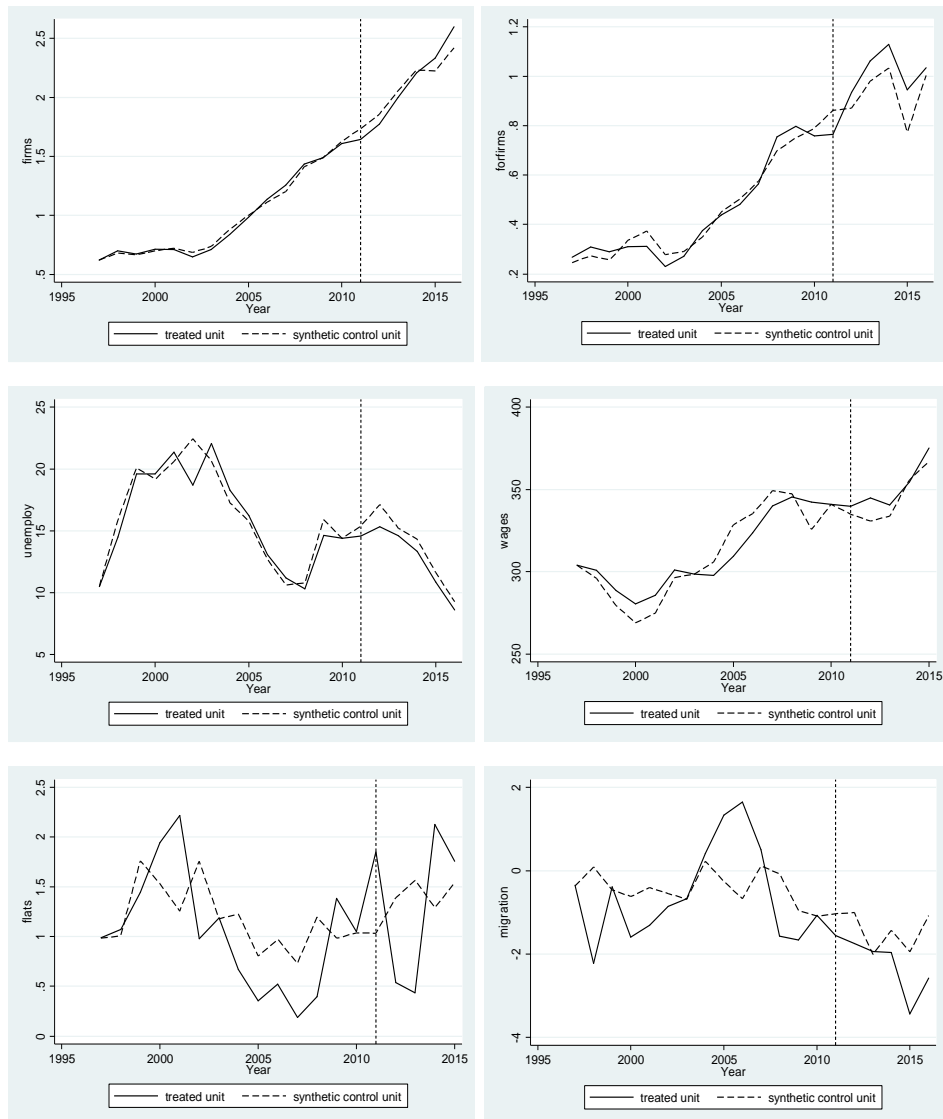 .5 1 1.5 2 2.5
firms
1995 2000 2005 2010 2015
Year
treated unit synthetic control unit
.2 .4 .6 .8 1 1.2
forfirms
1995 2000 2005 2010 2015
Year
treated unit synthetic control unit
5 10 15 20 25
unemploy
1995 2000 2005 2010 2015
Year
treated unit synthetic control unit
250 300 350 400
wages
1995 2000 2005 2010 2015
Year
treated unit synthetic control unit
0 .5 1 1.5 2 2.5
flats
1995 2000 2005 2010 2015
Year
treated unit synthetic control unit
-4 -2 0 2
migration
1995 2000 2005 2010 2015
Year
treated unit synthetic control unit